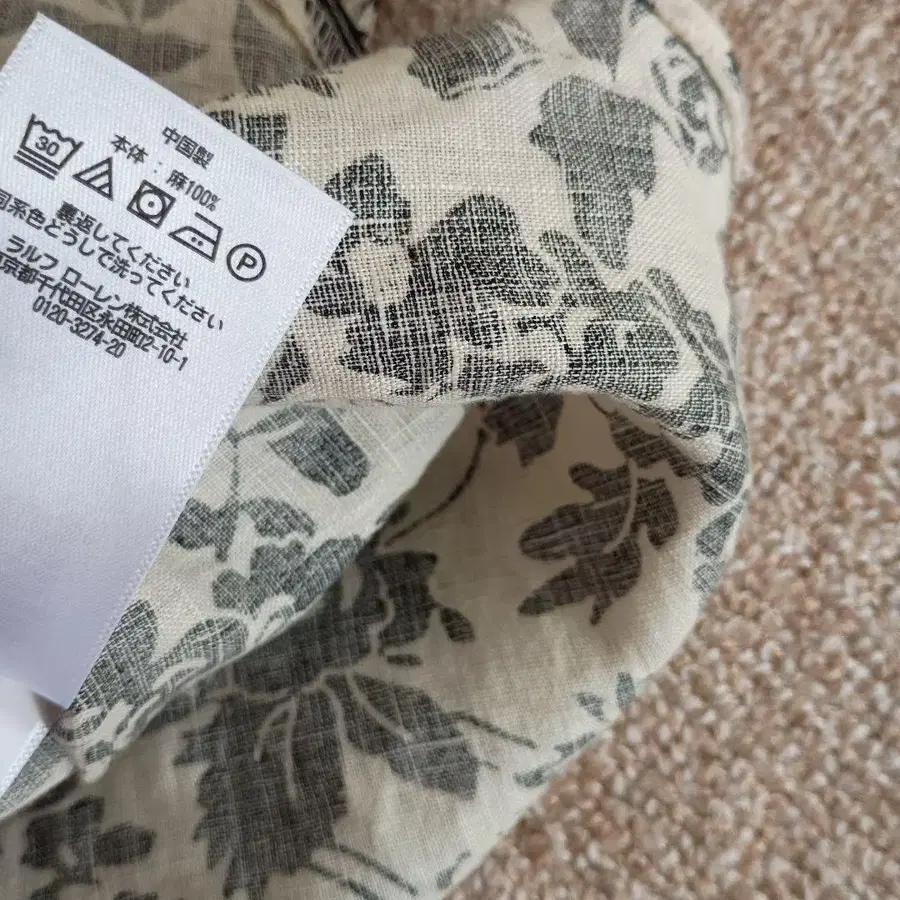 中国製
本体 : 麻100%
30
P
裏返してください
同系色どうしで洗ってください
ラルフ ローレン株式会社
東京都千代田区永田町2-10-1
0120-3274-20